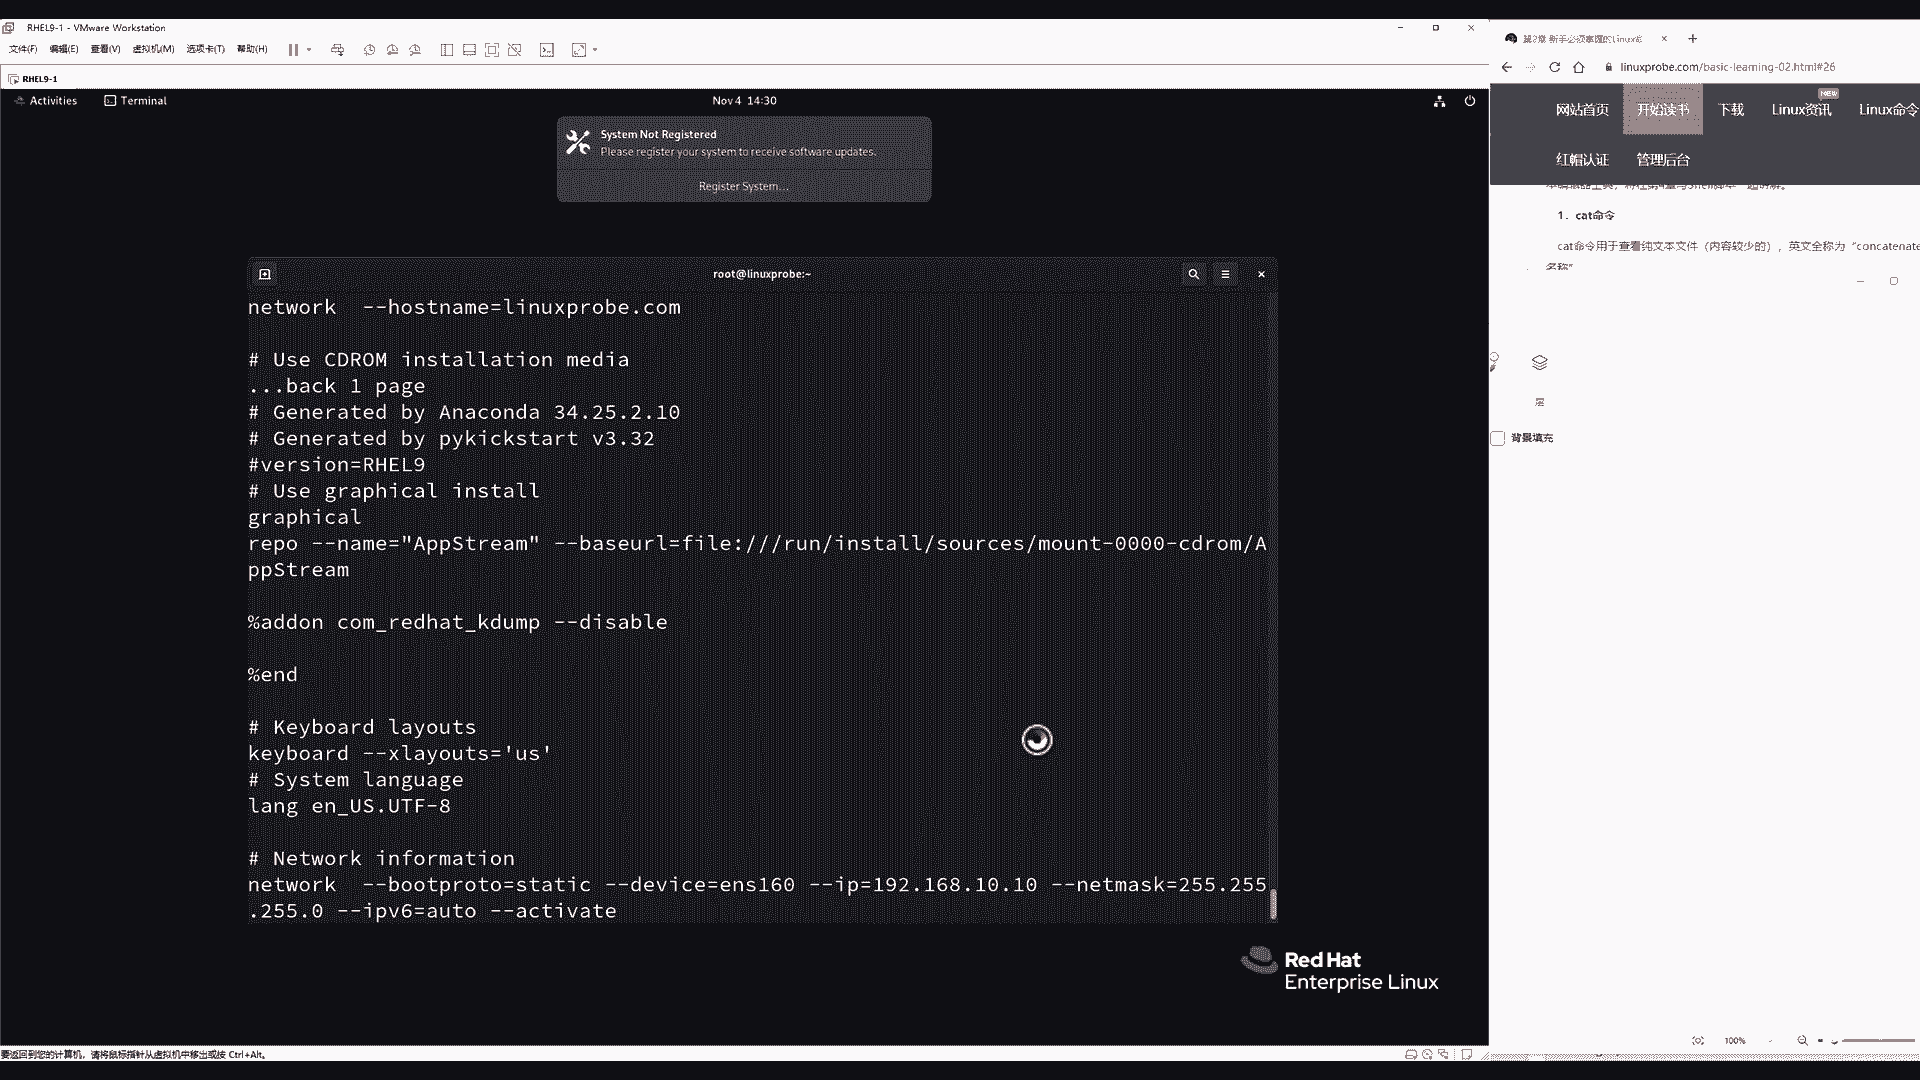 RHEL9-1 - VMware Workstation
文件(F) 编辑(E) 查看(V) 虚拟机(M) 选项卡(T) 帮助(H)
RHEL9-1
Activities Terminal
Nov 4 14:30
System Not Registered
Please register your system to receive software updates.
Register System...
root@linuxprobe:~
network  --hostname=linuxprobe.com
# Use CDROM installation media
...back 1 page
# Generated by Anaconda 34.25.2.10
# Generated by pykickstart v3.32
#version=RHEL9
# Use graphical install
graphical
repo --name="AppStream" --baseurl=file:///run/install/sources/mount-0000-cdrom/A
ppStream
%addon com_redhat_kdump --disable
%end
# Keyboard layouts
keyboard --xlayouts='us'
# System language
lang en_US.UTF-8
# Network information
network  --bootproto=static --device=ens160 --ip=192.168.10.10 --netmask=255.255
.255.0 --ipv6=auto --activate
Red Hat
Enterprise Linux
要返回到您的计算机，请将鼠标指针从虚拟机中移出或按 Ctrl+Alt。
第2章 新手必须掌握的Linux命
linuxprobe.com/basic-learning-02.html#26
网站首页 开始读书 下载 Linux资讯 NEW Linux命令
红帽认证 管理后台
1. cat命令
cat命令用于查看纯文本文件（内容较少的），英文全称为“concatenate
名称”
层
背景填充
100%